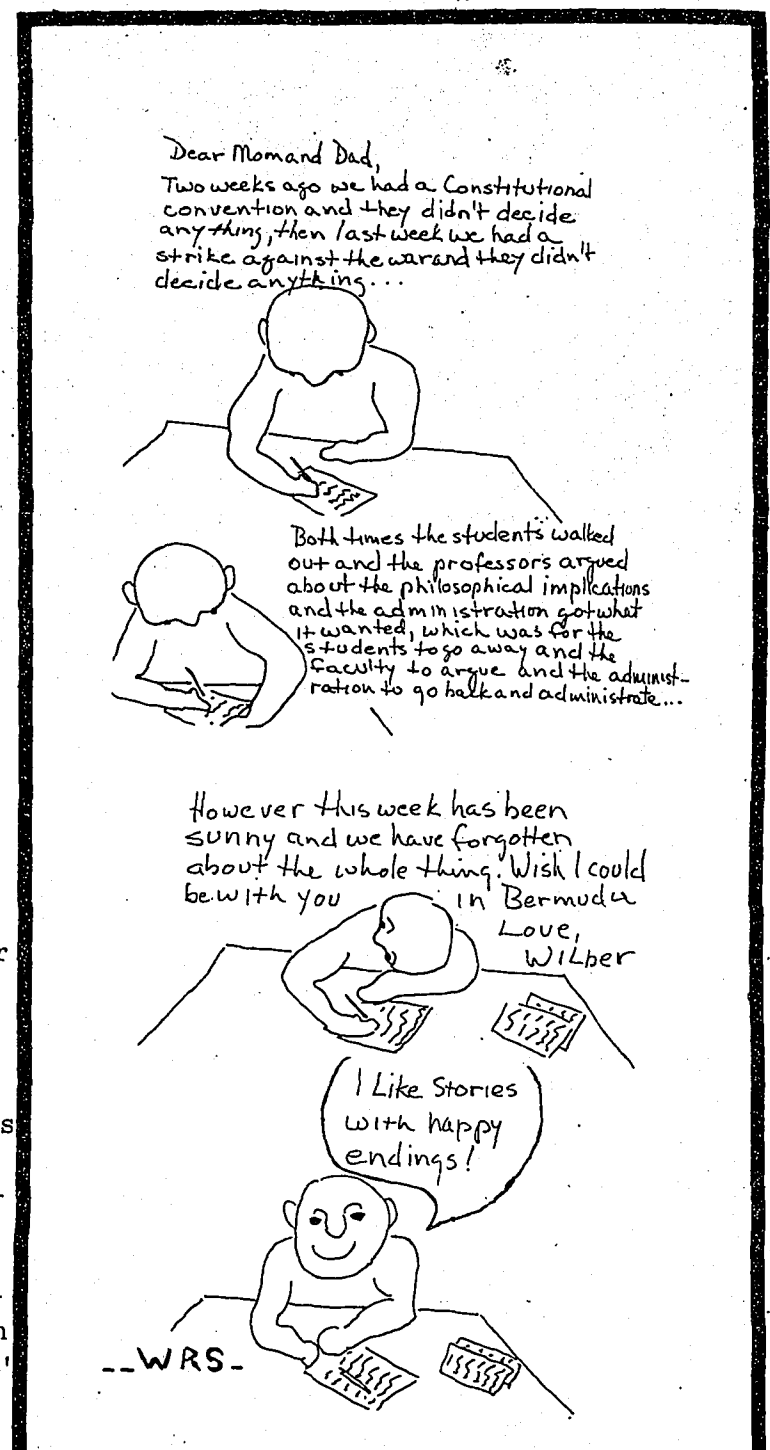 Dear Mom and Dad,
Two weeks ago we had a Constitutional
convention and they didn't decide
anything, then last week we had a
strike against the war and they didn't
decide anything...
Both times the students walked
out and the professors argued
about the philosophical implications
and the administration got what
it wanted, which was for the
students to go away and the
faculty to argue and the administ-
ration to go back and administrate...
However this week has been
sunny and we have forgotten
about the whole thing. Wish I could
be with you in Bermuda
Love,
Wilber
I Like Stories
with happy
endings!
--WRS-